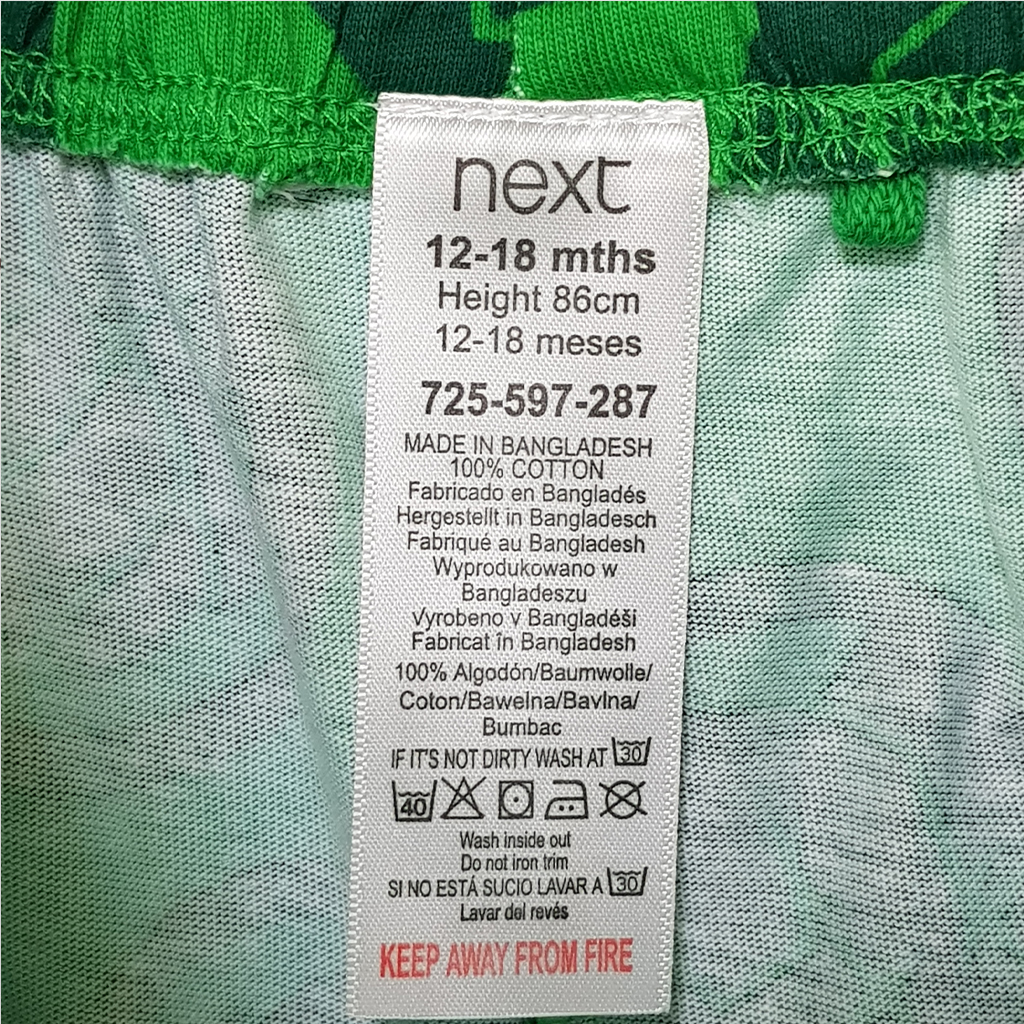 next
12-18 mths
Height 86cm
12-18 meses
725-597-287
MADE IN BANGLADESH
100% COTTON
Fabricado en Bangladés
Hergestellt in Bangladesch
Fabriqué au Bangladesh
Wyprodukowano w
Bangladeszu
Vyrobeno v Bangladéši
Fabricat în Bangladesh
100% Algodón/Baumwolle/
Coton/Bawełna/Bavlna/
Bumbac
IF IT'S NOT DIRTY WASH AT 30
40
Wash inside out
Do not iron trim
SI NO ESTÁ SUCIO LAVAR A 30
Lavar del revés
KEEP AWAY FROM FIRE